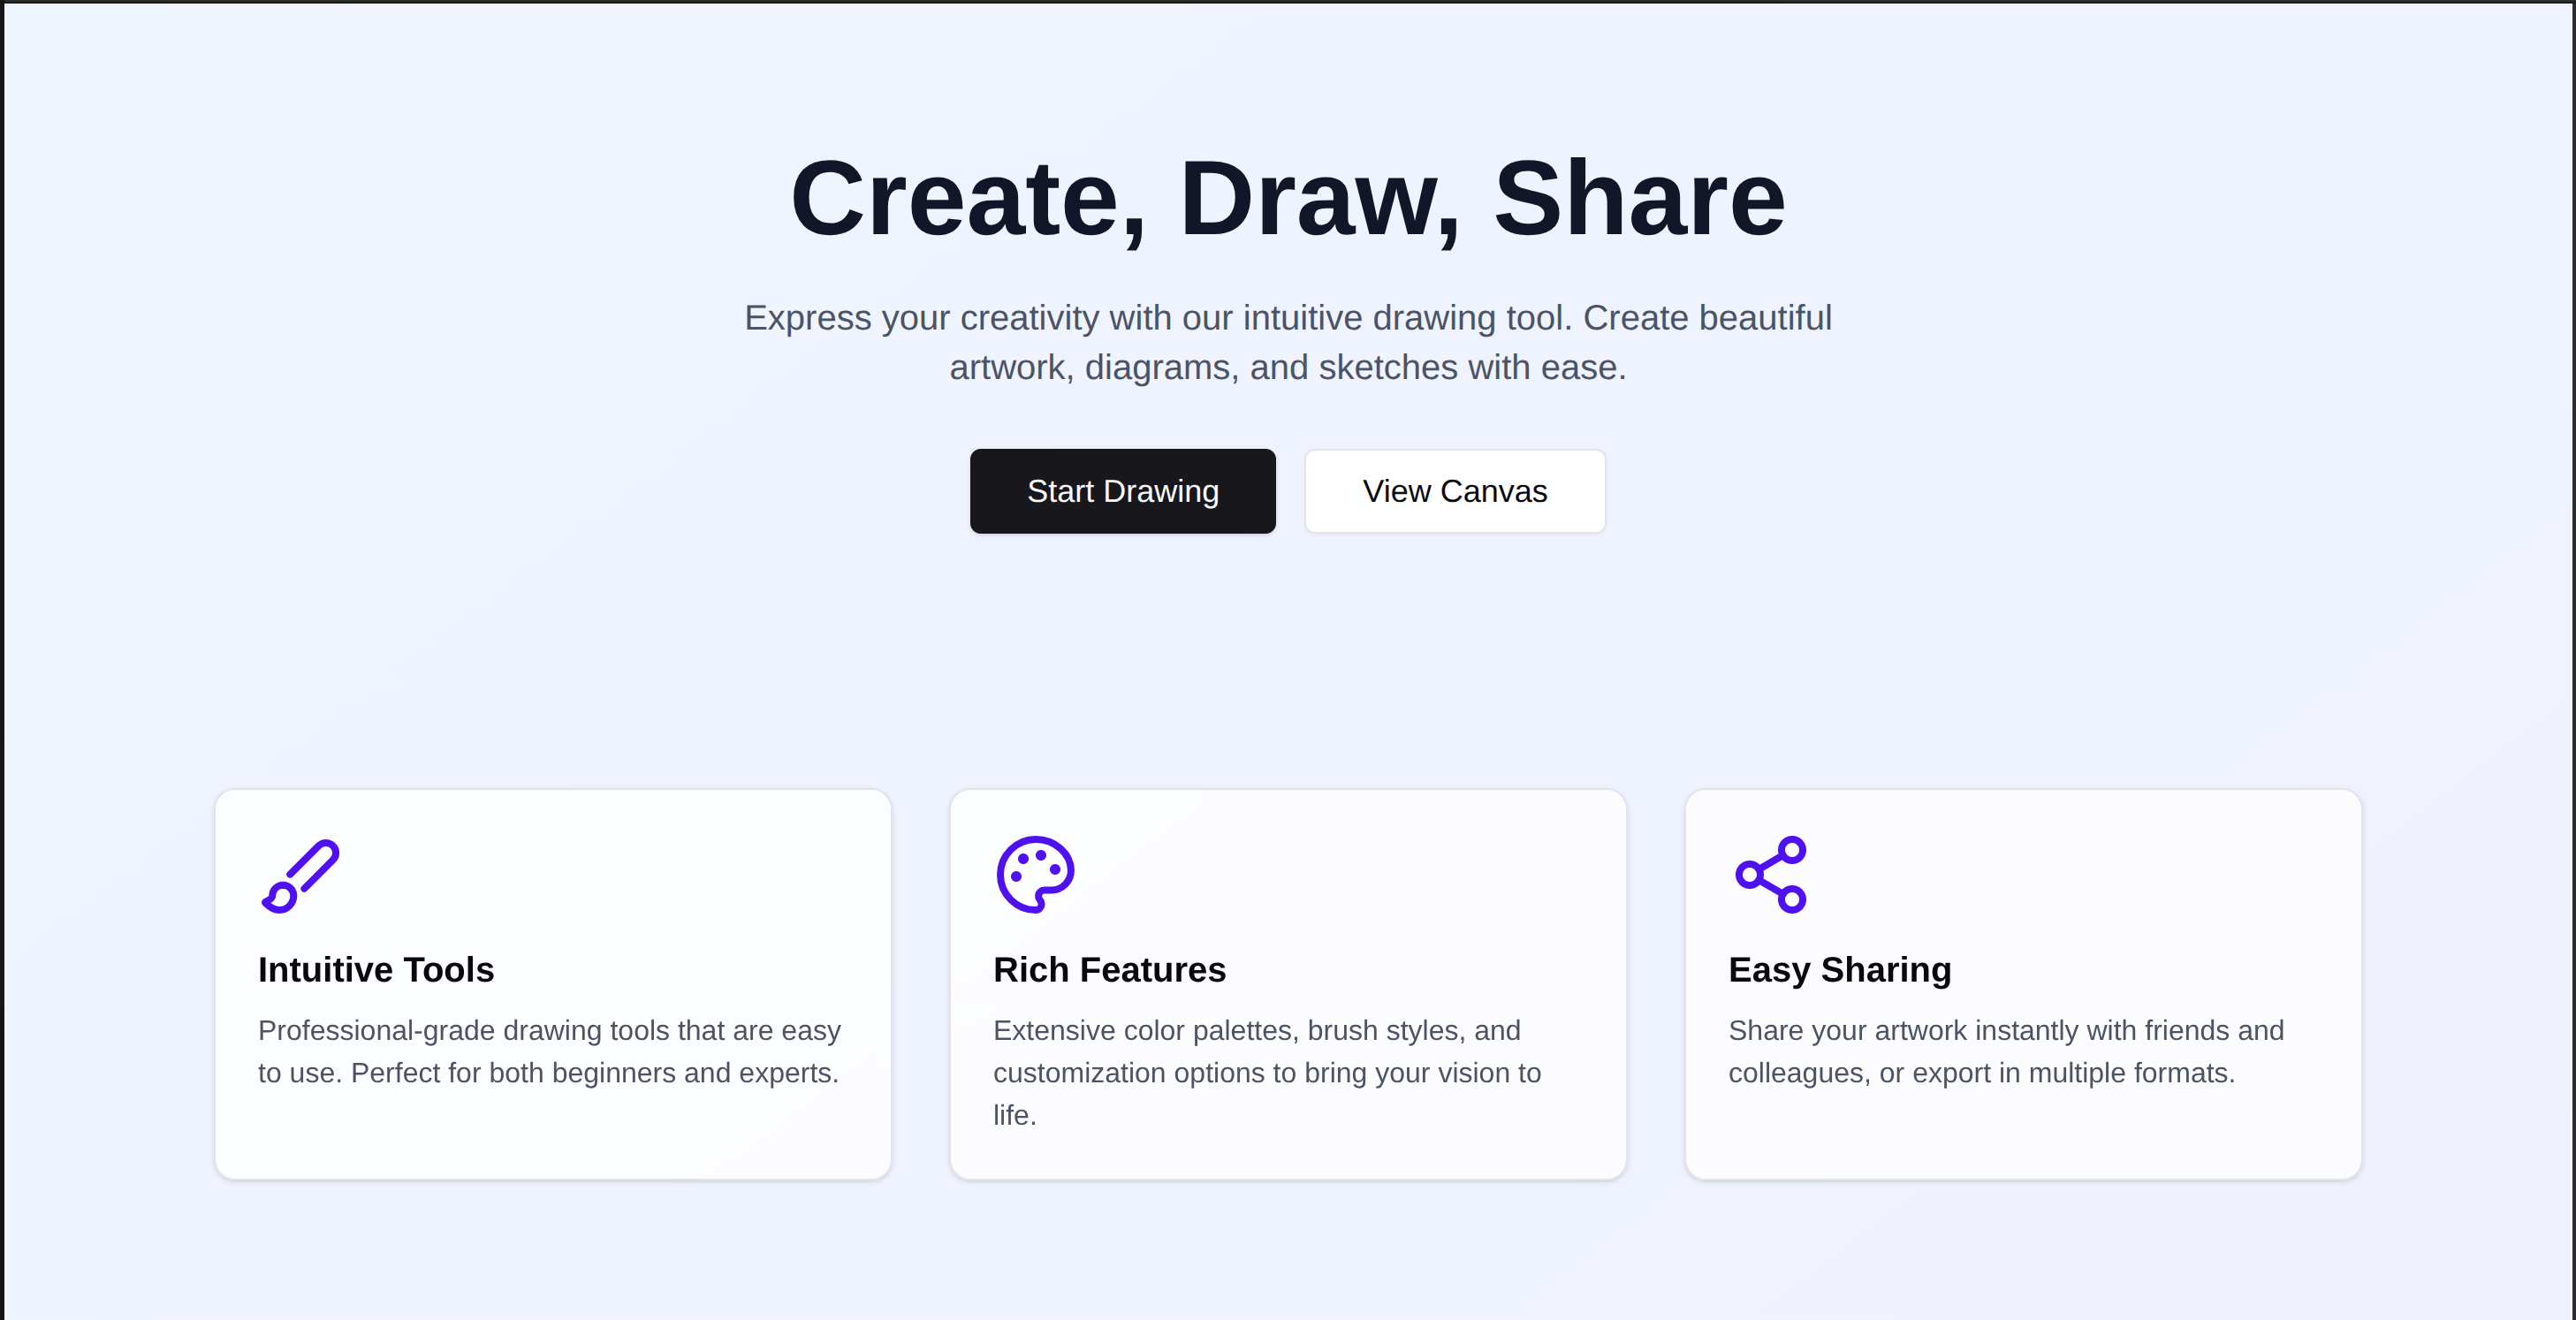 Create, Draw, Share
Express your creativity with our intuitive drawing tool. Create beautiful
artwork, diagrams, and sketches with ease.
Start Drawing
View Canvas
Intuitive Tools
Professional-grade drawing tools that are easy
to use. Perfect for both beginners and experts.
Rich Features
Extensive color palettes, brush styles, and
customization options to bring your vision to
life.
Easy Sharing
Share your artwork instantly with friends and
colleagues, or export in multiple formats.